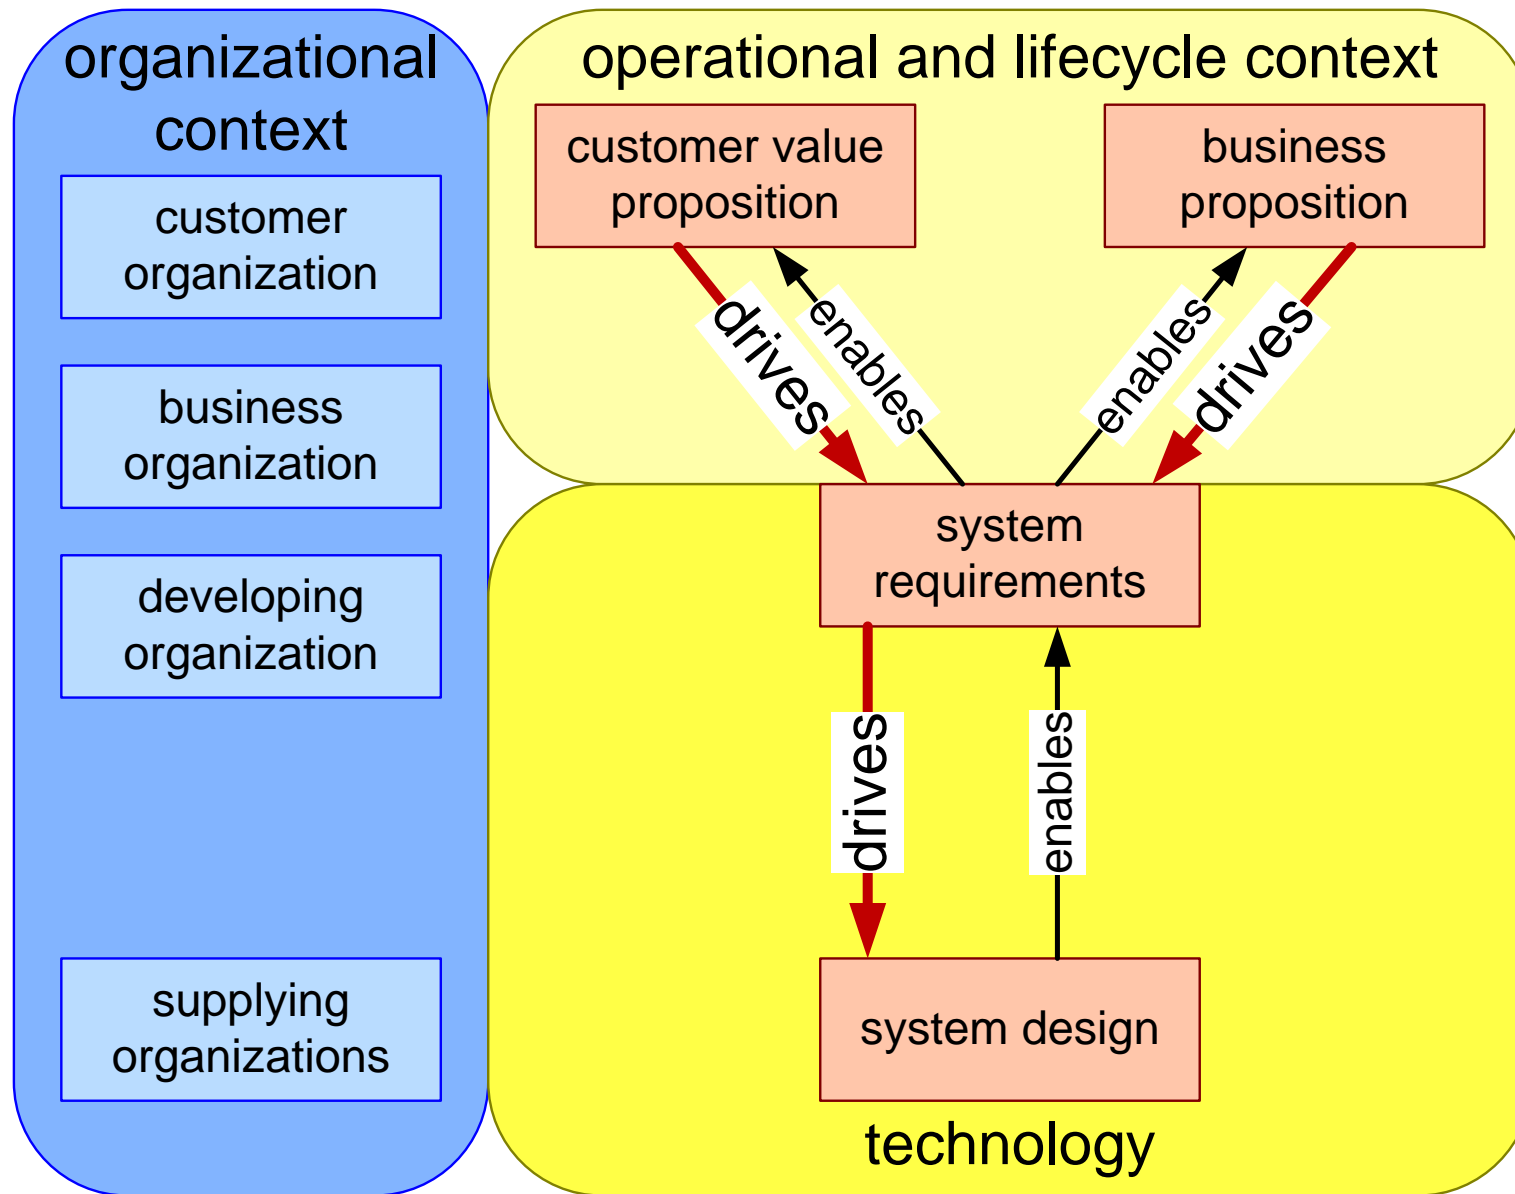 organizational
context
customer
organization
business
organization
developing
organization
supplying
organizations
operational and lifecycle context
customer value
proposition
business
proposition
drives
enables
enables
drives
system
requirements
drives
enables
system design
technology